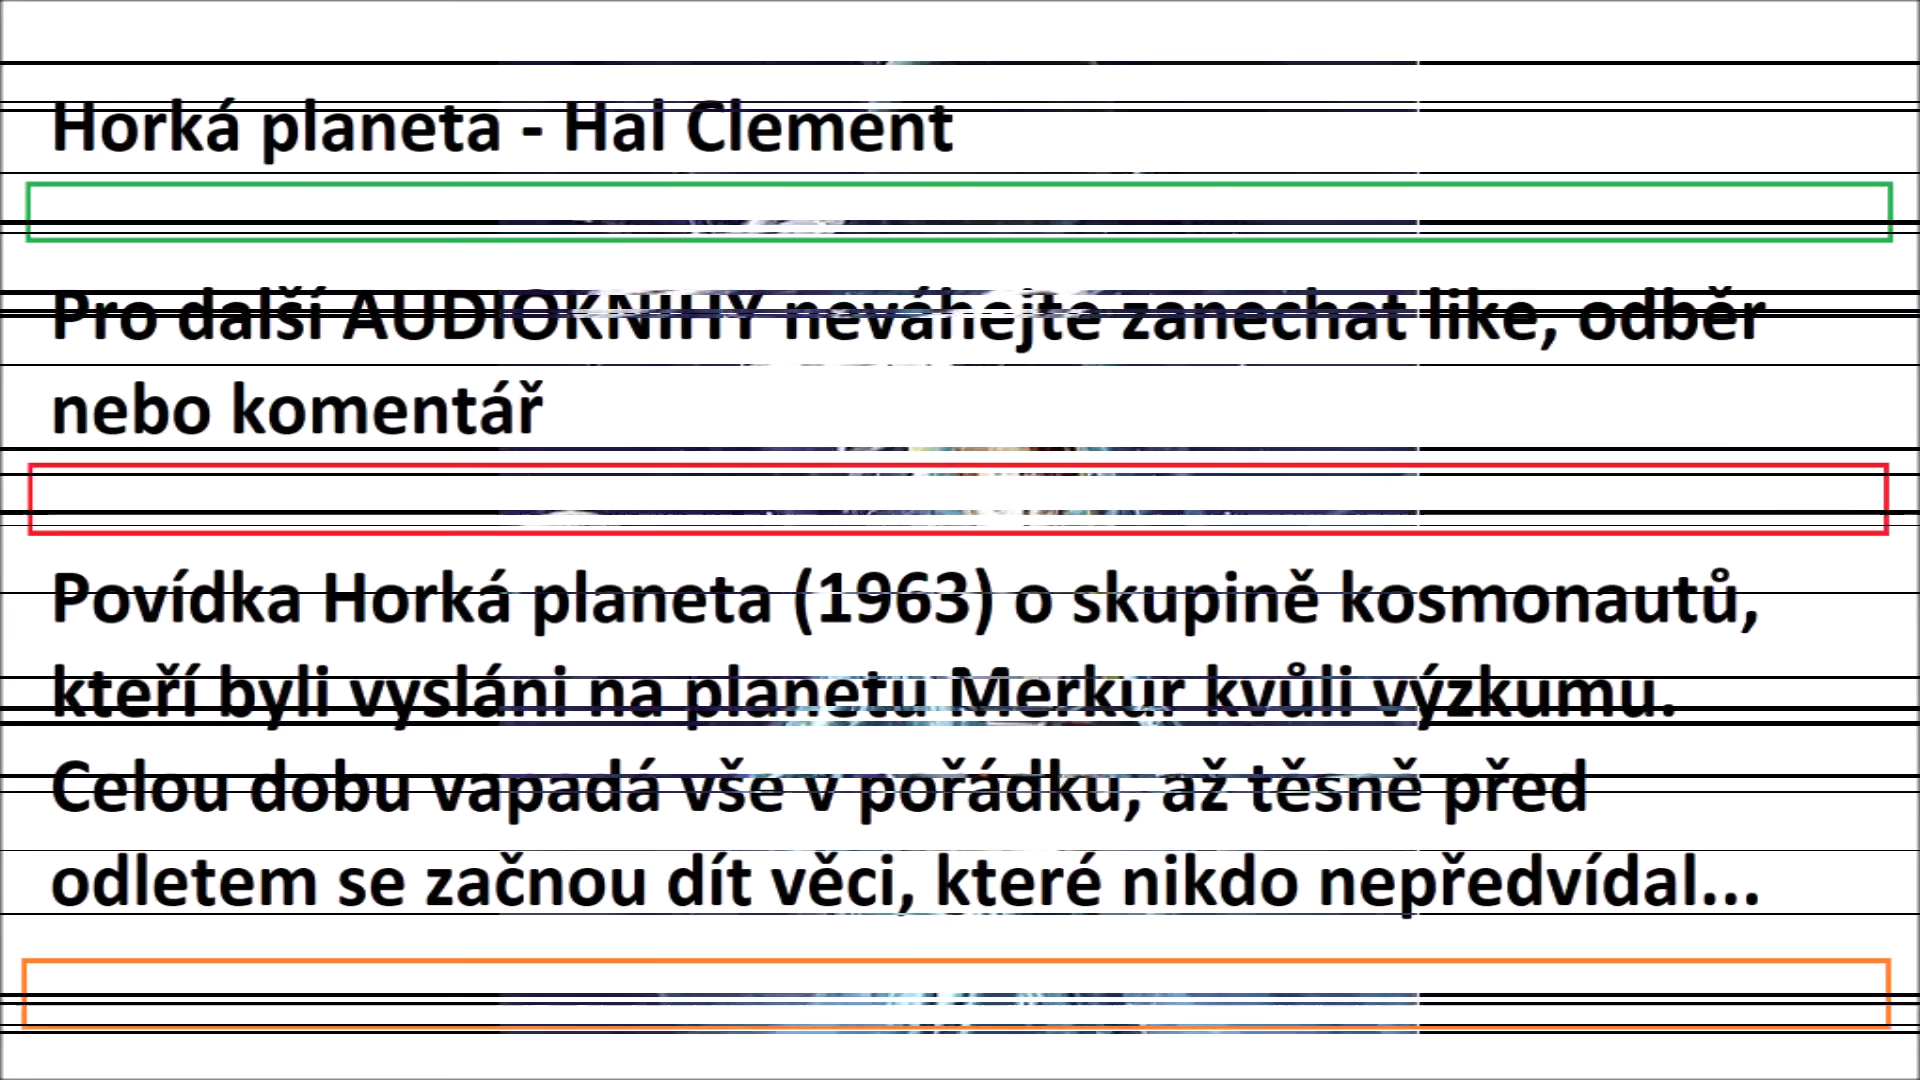 Horká planeta - Hal Clement
Pro další AUDIOKNIHY neváhejte zanechat like, odběr
nebo komentář
Povídka Horká planeta (1963) o skupině kosmonautů,
kteří byli vysláni na planetu Merkur kvůli výzkumu.
Celou dobu vapadá vše v pořádku, až těsně před
odletem se začnou dít věci, které nikdo nepředvídal...